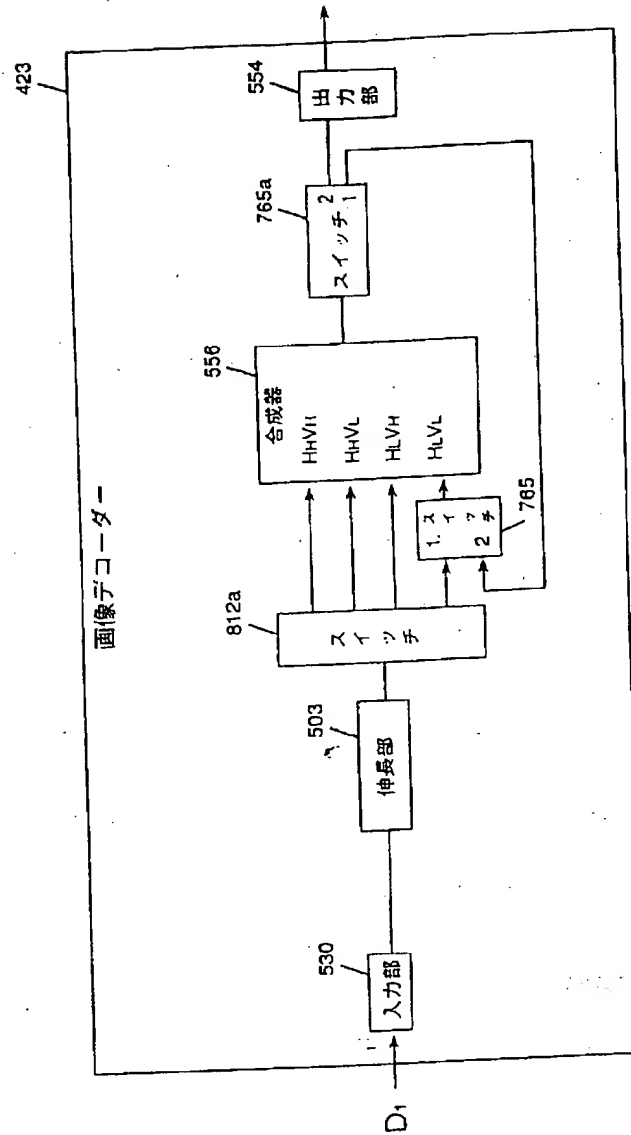 423
画像デコーダー
D1
530
入力部
503
伸長部
812a
スイッチ
556
合成器
HHVH
HHVL
HLVH
HLVL
765
1. スイッチ
2
765a
スイッチ
2
1
554
出力部